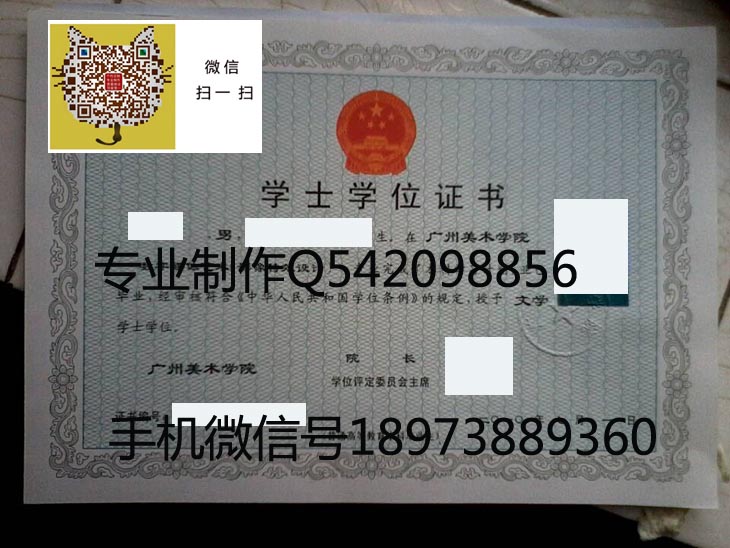 微信
扫一扫
学士学位证书
男, 生。在 广州美术学院
专业制作Q542098856
毕业，经审核符合《中华人民共和国学位条例》的规定，授予 文学
学士学位。
院 长
广州美术学院
学位评定委员会主席
证书编号
手机微信号18973889360